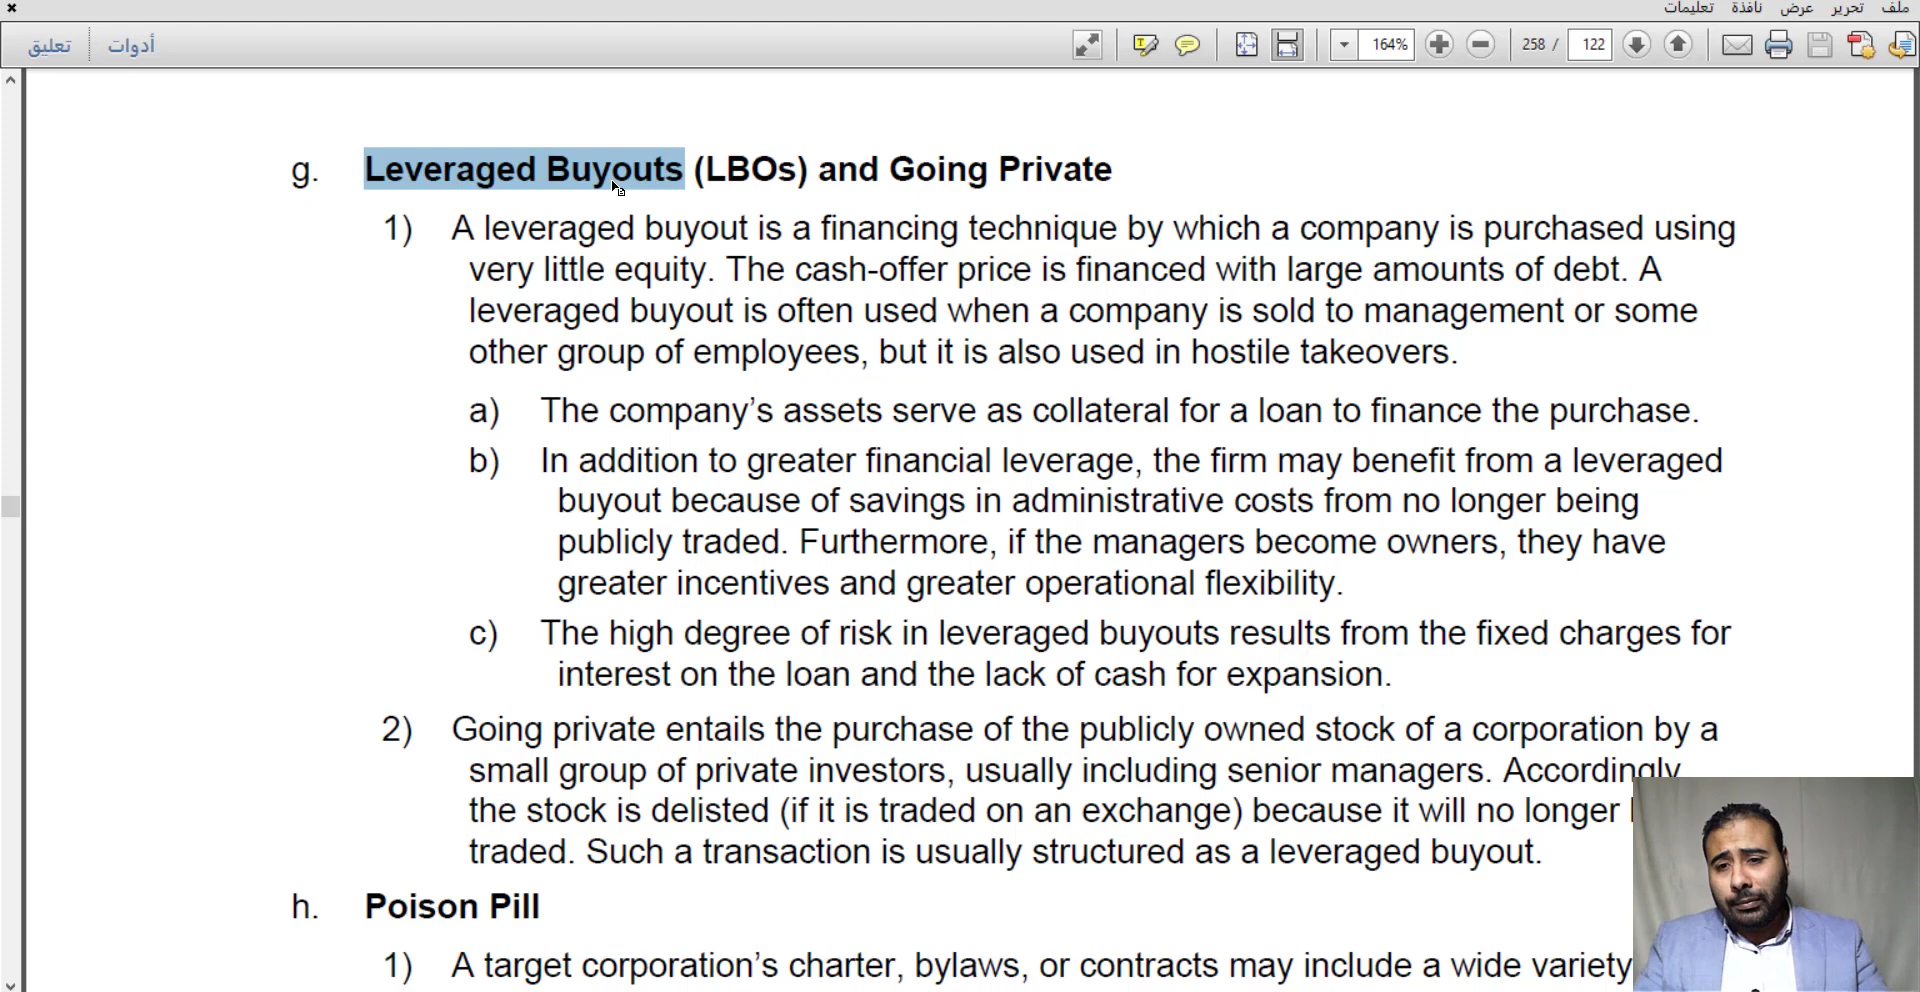 ملف تحرير عرض نافذة تعليمات
تعليق أدوات 164% 258 / 122
g. Leveraged Buyouts (LBOs) and Going Private
1) A leveraged buyout is a financing technique by which a company is purchased using
very little equity. The cash-offer price is financed with large amounts of debt. A
leveraged buyout is often used when a company is sold to management or some
other group of employees, but it is also used in hostile takeovers.
a) The company’s assets serve as collateral for a loan to finance the purchase.
b) In addition to greater financial leverage, the firm may benefit from a leveraged
buyout because of savings in administrative costs from no longer being
publicly traded. Furthermore, if the managers become owners, they have
greater incentives and greater operational flexibility.
c) The high degree of risk in leveraged buyouts results from the fixed charges for
interest on the loan and the lack of cash for expansion.
2) Going private entails the purchase of the publicly owned stock of a corporation by a
small group of private investors, usually including senior managers. Accordingly
the stock is delisted (if it is traded on an exchange) because it will no longer
traded. Such a transaction is usually structured as a leveraged buyout.
h. Poison Pill
1) A target corporation’s charter, bylaws, or contracts may include a wide variety